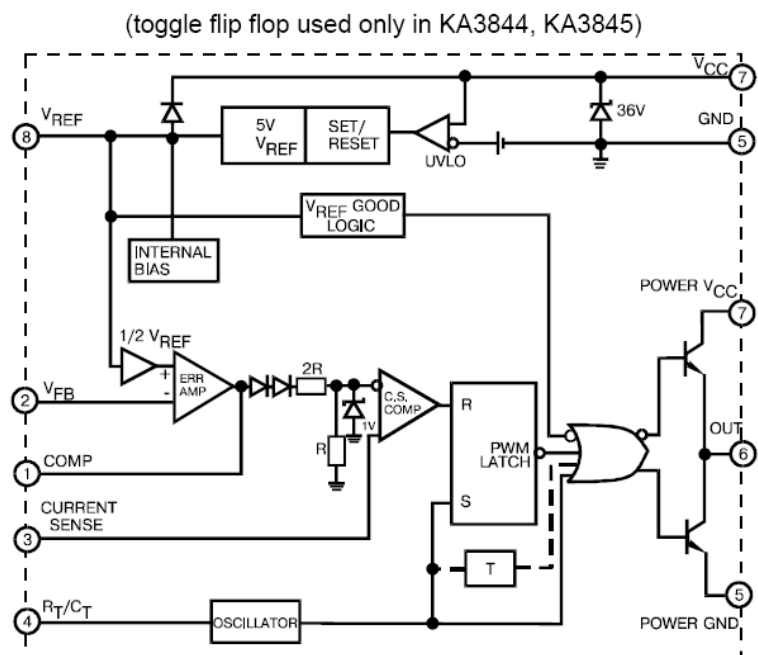 (toggle flip flop used only in KA3844, KA3845)
VCC
7
VREF
8
5V
VREF
SET/
RESET
UVLO
36V
GND
5
VREF GOOD
LOGIC
INTERNAL
BIAS
POWER VCC
7
1/2 VREF
+
-
ERR
AMP
2R
C.S.
COMP
1V
R
VFB
2
R
PWM
LATCH
S
OUT
6
COMP
1
CURRENT
SENSE
3
T
5
POWER GND
RT/CT
4
OSCILLATOR